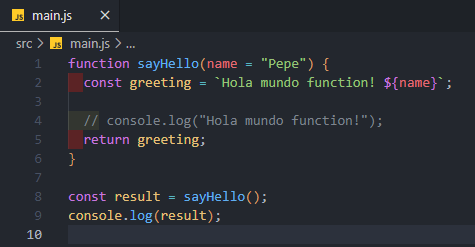 JS main.js ×
src > JS main.js > ...
1 function sayHello(name = "Pepe") {
2 const greeting = `Hola mundo function! ${name}`;
3
4 // console.log("Hola mundo function!");
5 return greeting;
6 }
7
8 const result = sayHello();
9 console.log(result);
10